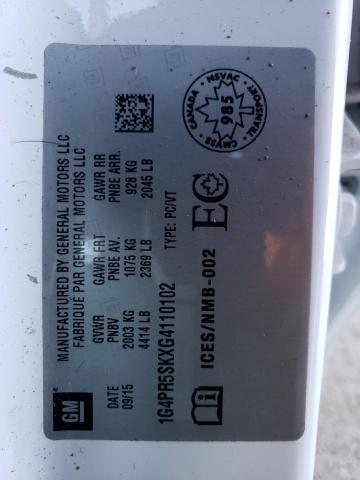 GM
MANUFACTURED BY GENERAL MOTORS LLC
FABRIQUÉ PAR GENERAL MOTORS LLC
DATE GVWR GAWR FRT GAWR RR
09/15 PNBV PNBE AV. PNBE ARR.
2003 KG 1075 KG 928 KG
4414 LB 2369 LB 2045 LB
1G4PR5SKXG4110102 TYPE: PC/VT
ICES/NMB-002
CANADA NSVAC TRANSPORT CMVSS
985